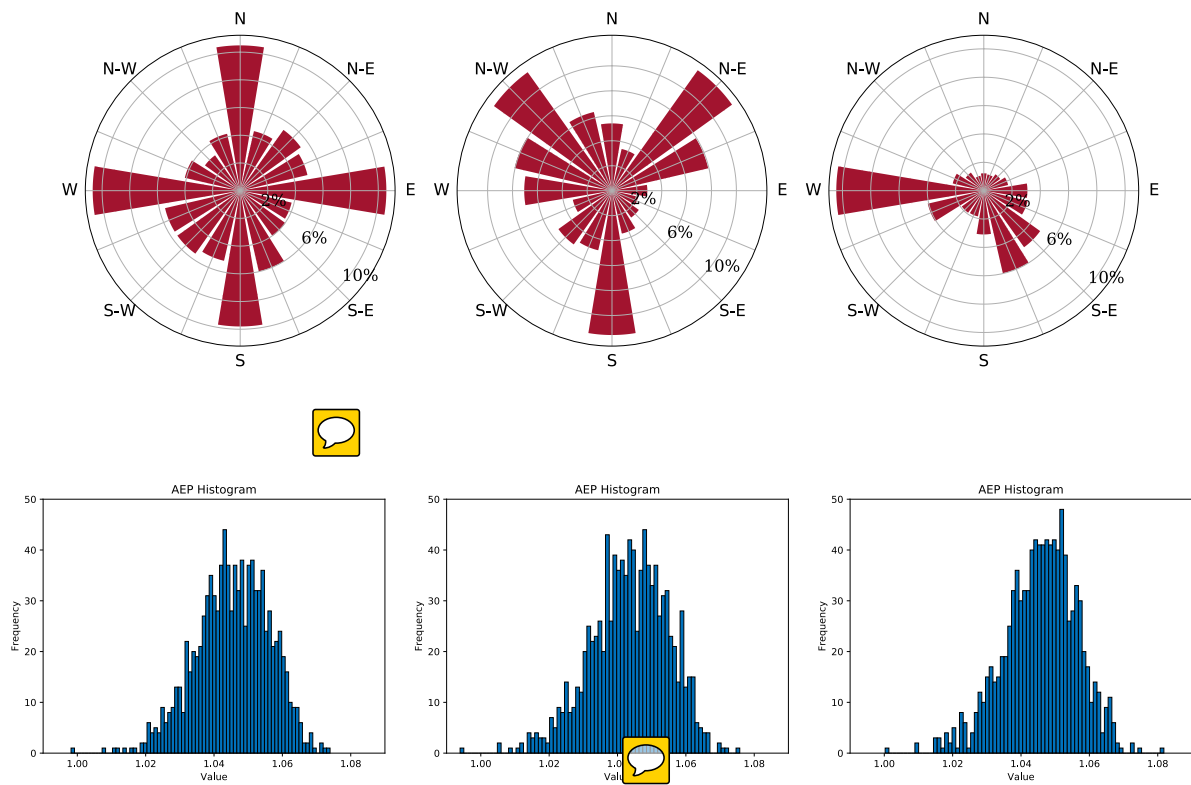 N N N
N-W N-E N-W N-E N-W N-E
W 2% E W 2% E W 2% E
6% 6% 6%
10% 10% 10%
S-W S-E S-W S-E S-W S-E
S S S
AEP Histogram AEP Histogram AEP Histogram
50 50 50
40 40 40
30 30 30
Frequency Frequency Frequency
20 20 20
10 10 10
0 0 0
1.00 1.02 1.04 1.06 1.08 1.00 1.02 1.06 1.08 1.00 1.02 1.04 1.06 1.08
Value Value